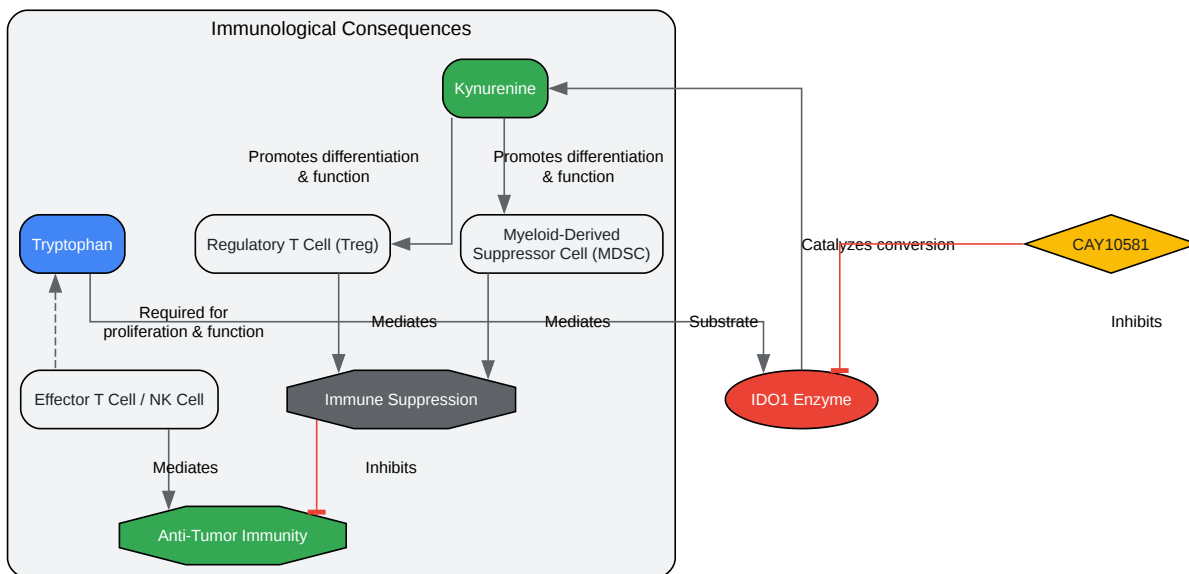 Immunological Consequences
Kynurenine
Promotes differentiation
& function
Promotes differentiation
& function
Tryptophan
Regulatory T Cell (Treg)
Myeloid-Derived
Suppressor Cell (MDSC)
Catalyzes conversion
CAY10581
Required for
proliferation & function
Mediates
Mediates
Substrate
Inhibits
Effector T Cell / NK Cell
Immune Suppression
IDO1 Enzyme
Mediates
Inhibits
Anti-Tumor Immunity